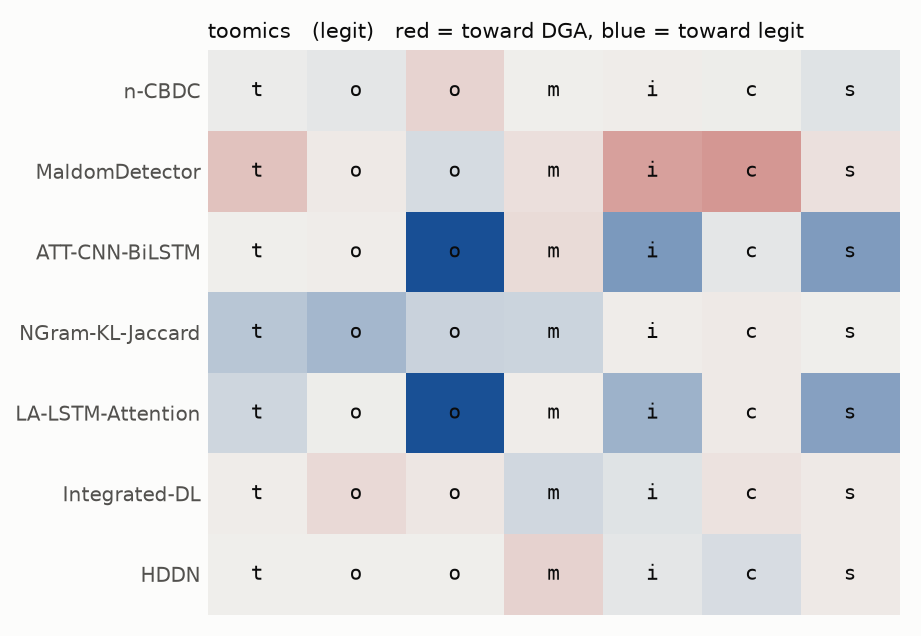 toomics (legit) red = toward DGA, blue = toward legit
n-CBDC t o o m i c s
MaldomDetector t o o m i c s
ATT-CNN-BiLSTM t o o m i c s
NGram-KL-Jaccard t o o m i c s
LA-LSTM-Attention t o o m i c s
Integrated-DL t o o m i c s
HDDN t o o m i c s